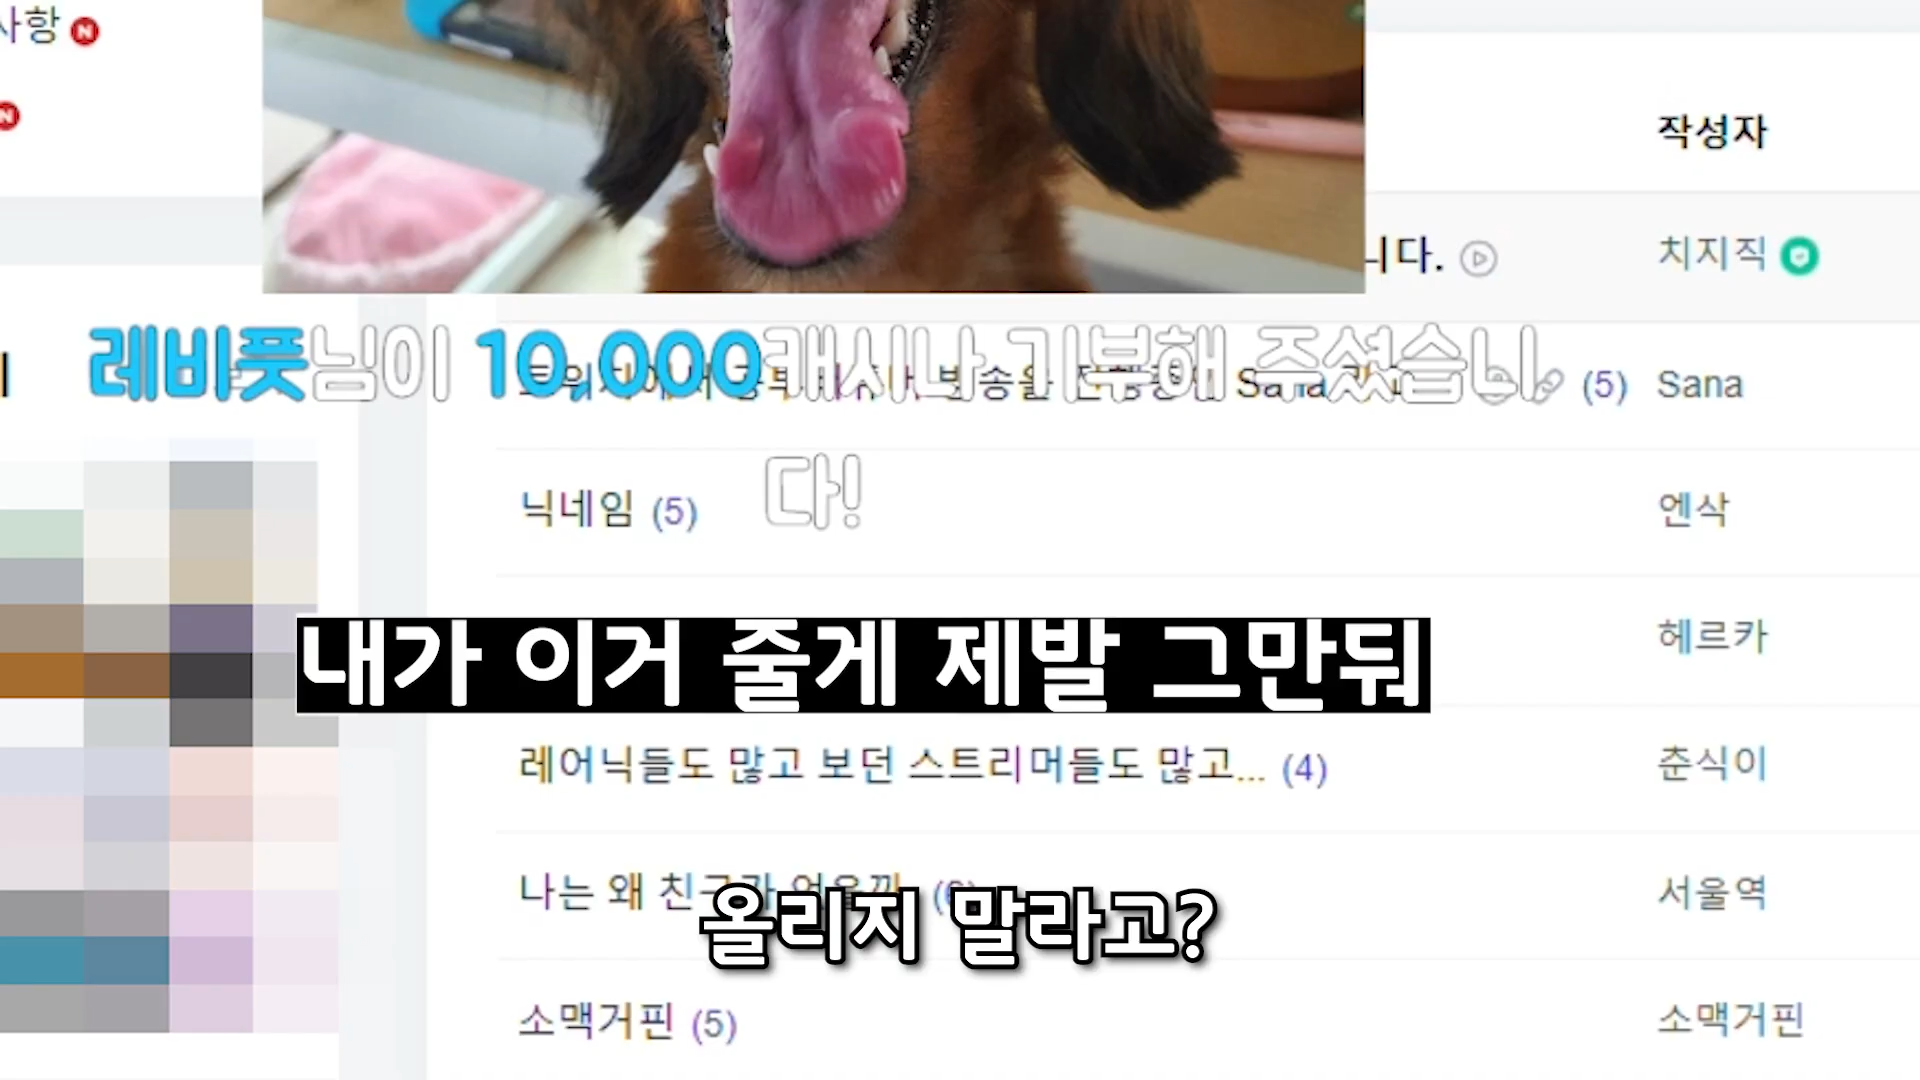 사항 N
N
작성자
니다.
치지직
레비풋님이 10,000캐시나 기부해 주셨습니
다!
Sana (5)
Sana
닉네임 (5)
엔삭
내가 이거 줄게 제발 그만둬
헤르카
레어닉들도 많고 보던 스트리머들도 많고... (4)
춘식이
나는 왜 친구가
서울역
올리지 말라고?
소맥거핀 (5)
소맥거핀